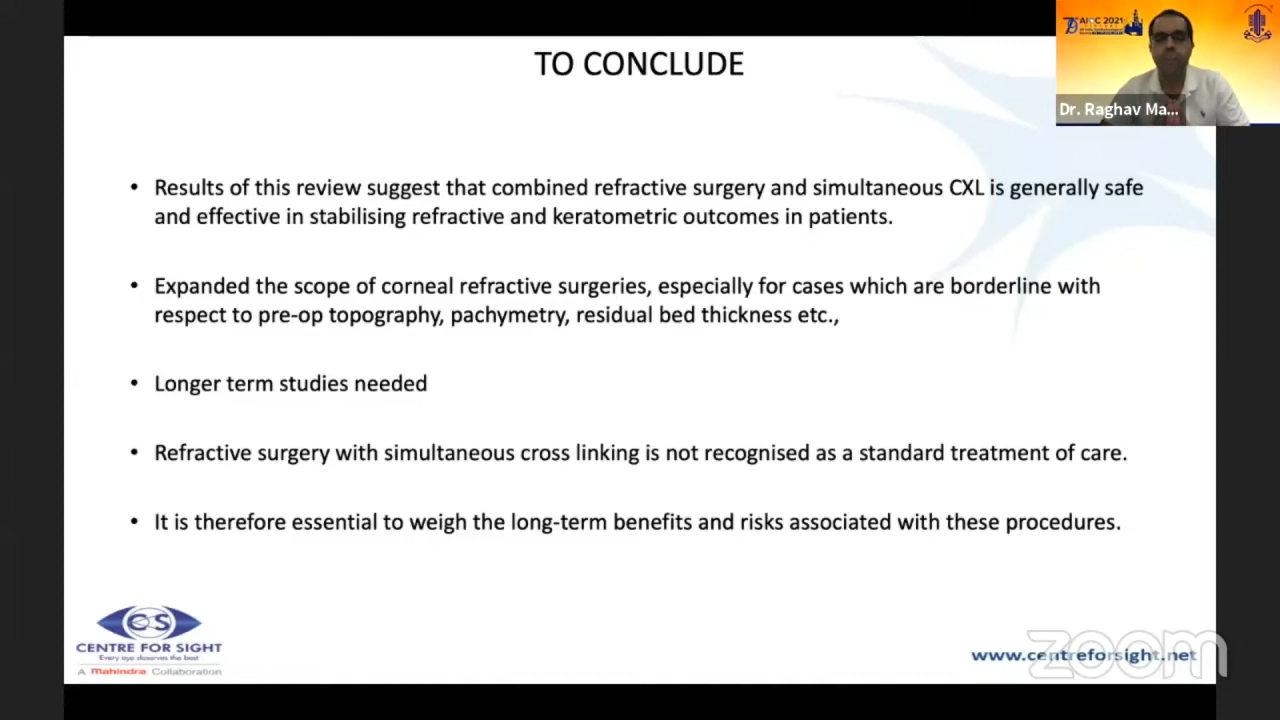 TO CONCLUDE
AIOC 2021
Dr. Raghav Ma...
• Results of this review suggest that combined refractive surgery and simultaneous CXL is generally safe
and effective in stabilising refractive and keratometric outcomes in patients.
• Expanded the scope of corneal refractive surgeries, especially for cases which are borderline with
respect to pre-op topography, pachymetry, residual bed thickness etc.,
• Longer term studies needed
• Refractive surgery with simultaneous cross linking is not recognised as a standard treatment of care.
• It is therefore essential to weigh the long-term benefits and risks associated with these procedures.
CS
CENTRE FOR SIGHT
Every eye deserves the best
A Mahindra Collaboration
www.centreforsight.net
zoom